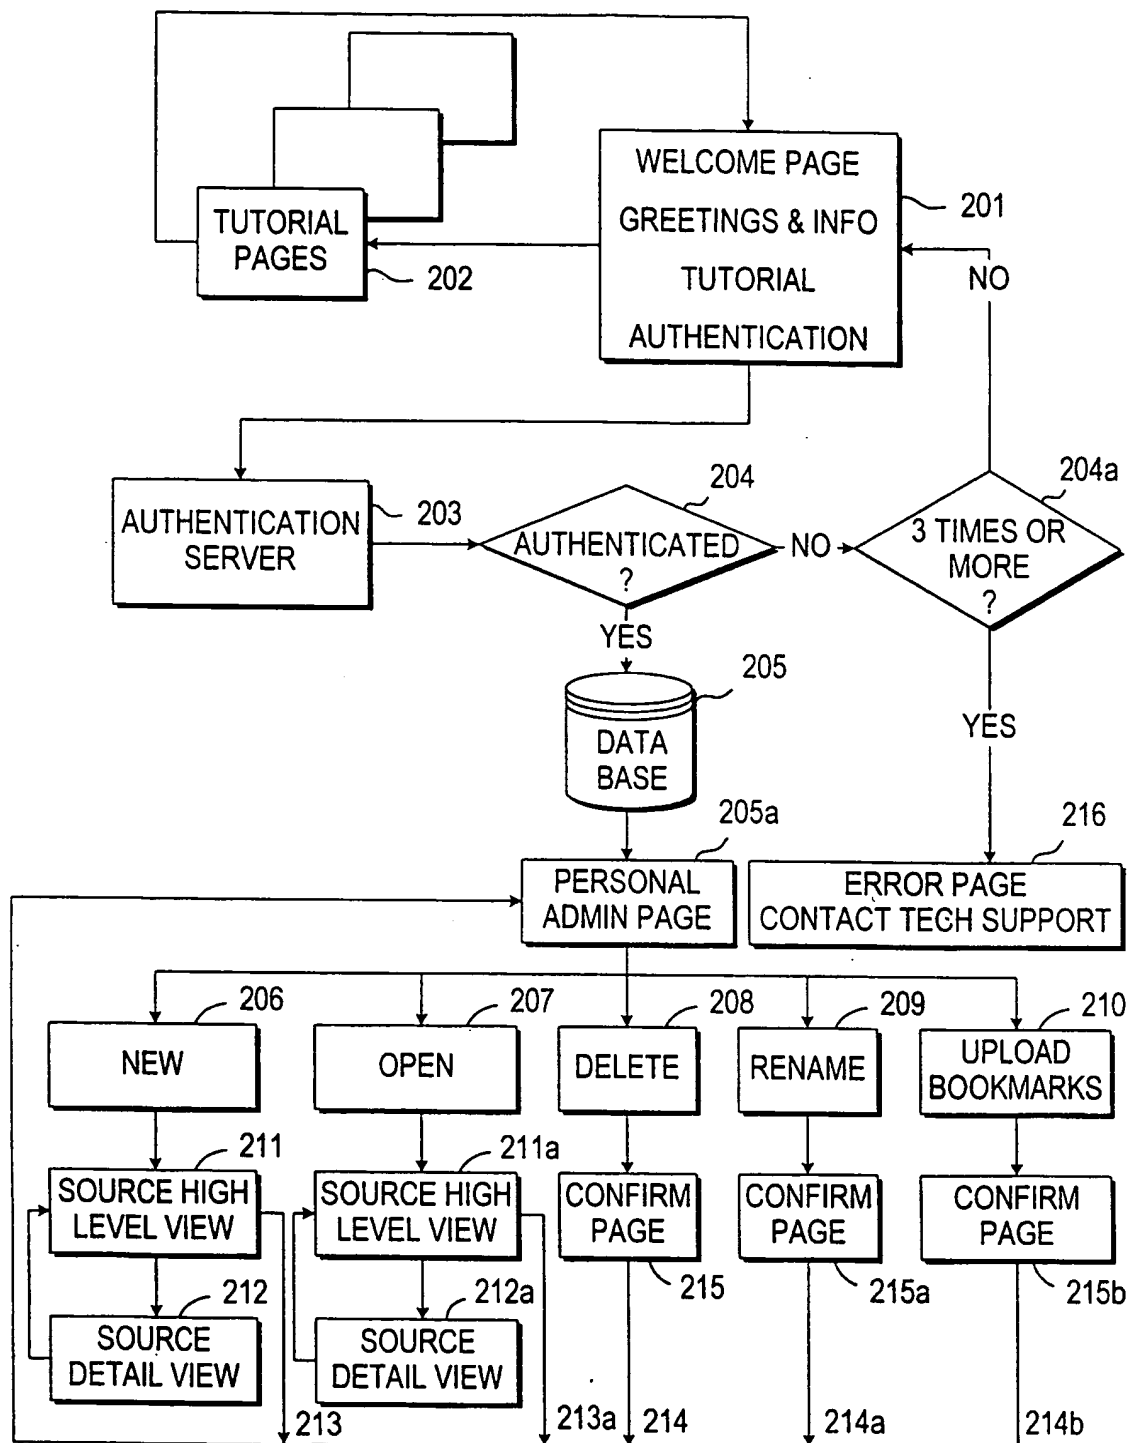 WELCOME PAGE
GREETINGS & INFO
TUTORIAL
AUTHENTICATION
201
TUTORIAL
PAGES
202
NO
AUTHENTICATION
SERVER
203
204
AUTHENTICATED
?
NO
204a
3 TIMES OR
MORE
?
YES
YES
205
DATA
BASE
205a
PERSONAL
ADMIN PAGE
216
ERROR PAGE
CONTACT TECH SUPPORT
206
NEW
207
OPEN
208
DELETE
209
RENAME
210
UPLOAD
BOOKMARKS
211
SOURCE HIGH
LEVEL VIEW
211a
SOURCE HIGH
LEVEL VIEW
CONFIRM
PAGE
215
CONFIRM
PAGE
215a
CONFIRM
PAGE
215b
212
SOURCE
DETAIL VIEW
212a
SOURCE
DETAIL VIEW
213
213a
214
214a
214b